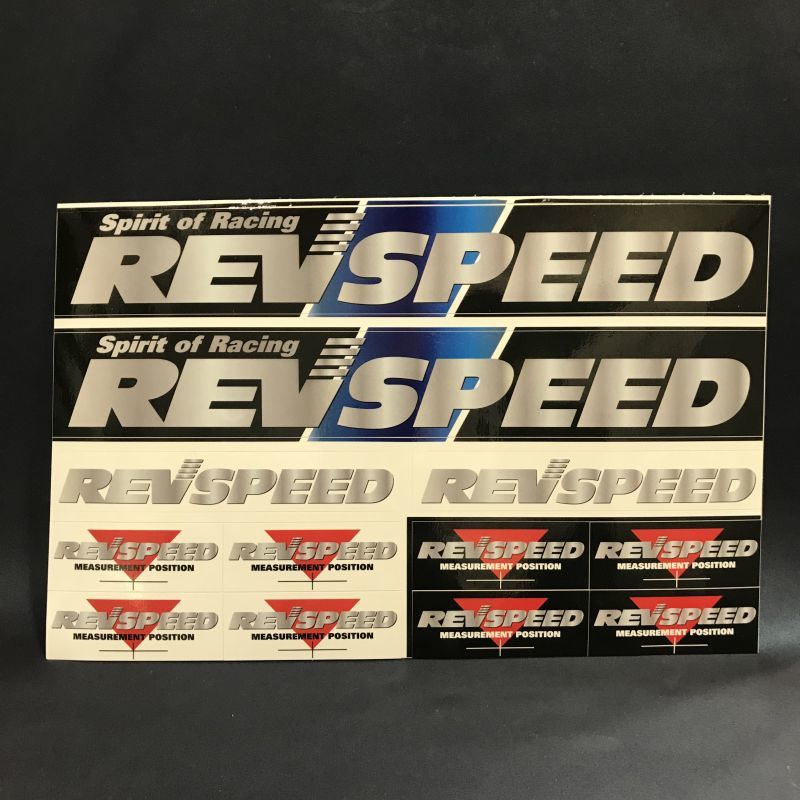 Spirit of Racing
REVSPEED
Spirit of Racing
REVSPEED
REVSPEED REVSPEED
REVSPEED REVSPEED REVSPEED REVSPEED
MEASUREMENT POSITION MEASUREMENT POSITION MEASUREMENT POSITION MEASUREMENT POSITION
REVSPEED REVSPEED REVSPEED REVSPEED
MEASUREMENT POSITION MEASUREMENT POSITION MEASUREMENT POSITION MEASUREMENT POSITION